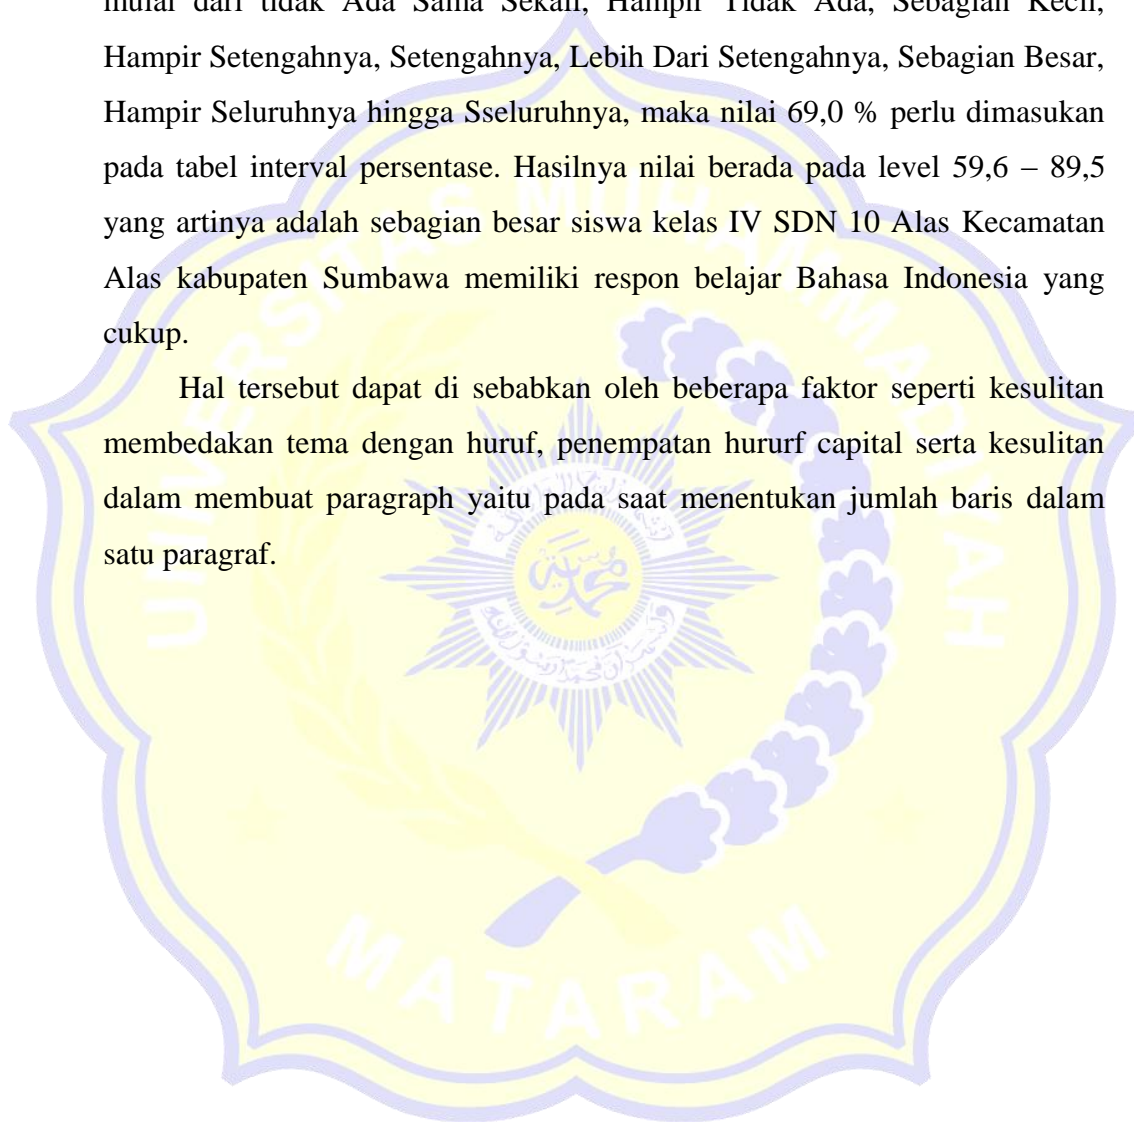 mulai dari tidak Ada Sama Sekali, Hampir Tidak Ada, Sebagian Kecil,
Hampir Setengahnya, Setengahnya, Lebih Dari Setengahnya, Sebagian Besar,
Hampir Seluruhnya hingga Sseluruhnya, maka nilai 69,0 % perlu dimasukan
pada tabel interval persentase. Hasilnya nilai berada pada level 59,6 – 89,5
yang artinya adalah sebagian besar siswa kelas IV SDN 10 Alas Kecamatan
Alas kabupaten Sumbawa memiliki respon belajar Bahasa Indonesia yang
cukup.
Hal tersebut dapat di sebabkan oleh beberapa faktor seperti kesulitan
membedakan tema dengan huruf, penempatan hururf capital serta kesulitan
dalam membuat paragraph yaitu pada saat menentukan jumlah baris dalam
satu paragraf.
UNIVERSITAS MUHAMMADIYAH
MATARAM